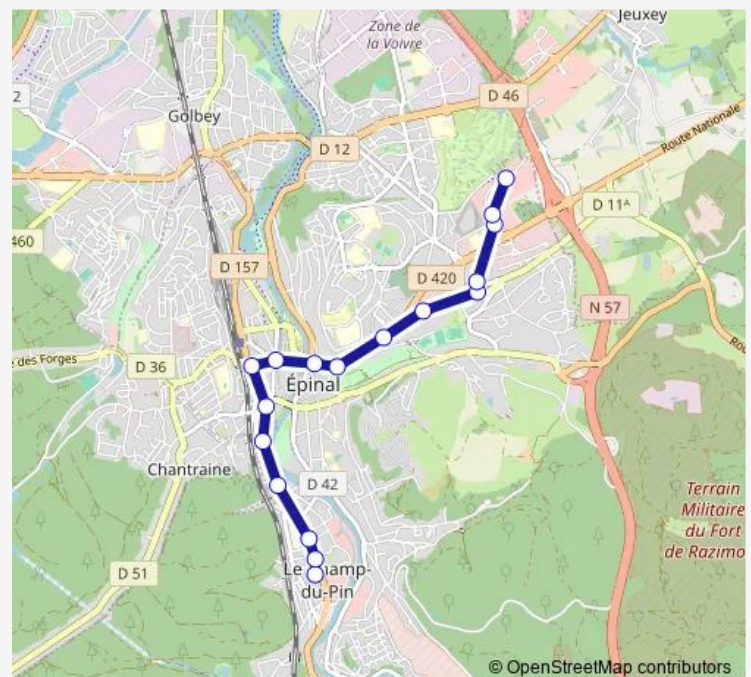 Jeuxey
Zone de
la Voivre
D 46
2
Golbey
D 12
Route Nationale
D 11A
460
D 157
D 420
N 57
des Forges
D 36
Épinal
Chantraine
D 42
Terrain
Militaire
du Fort
de Razimo
D 51
Le Champ-
du-Pin
© OpenStreetMap contributors